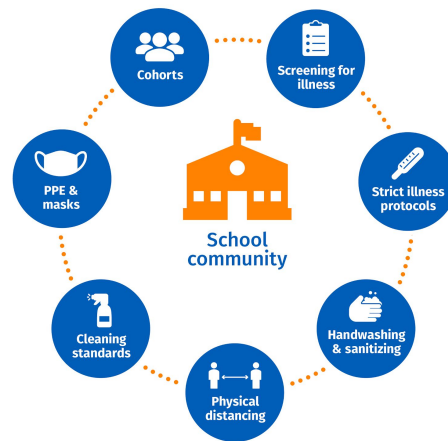 Cohorts
Screening for
illness
PPE &
masks
Strict illness
protocols
School
community
Cleaning
standards
Handwashing
& sanitizing
Physical
distancing